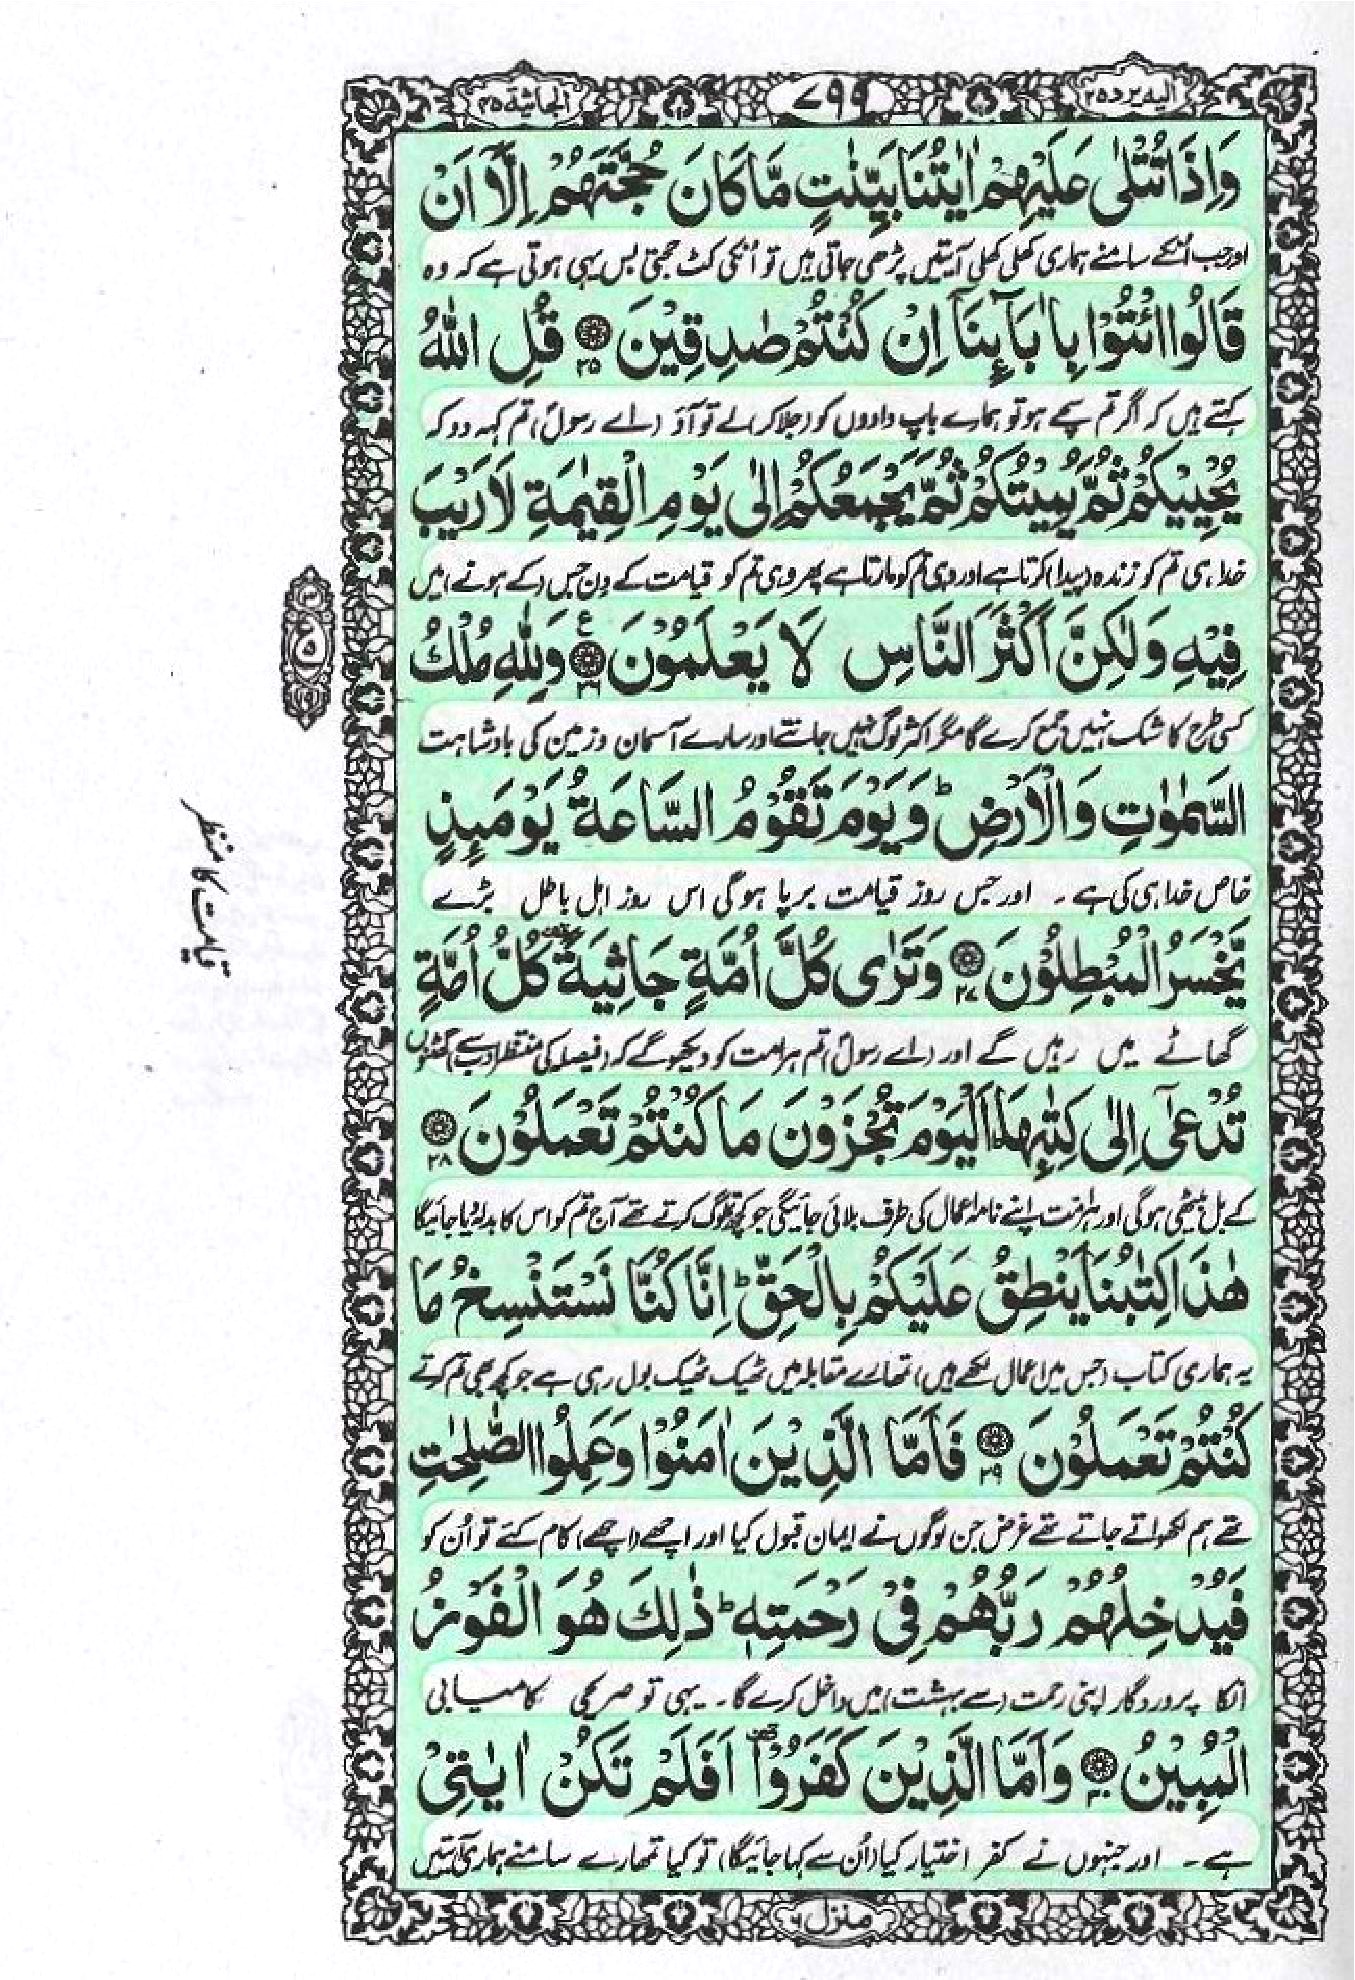 الیه یرد ۲۵
۷۹۹
الجاثیة ۴۵
وَاِذَا تُتْلٰى عَلَيْهِمْ اٰيٰتُنَا بَيِّنٰتٍ مَّا كَانَ حُجَّتَهُمْ اِلَّاۤ اَنْ
اور جب انکے سامنے ہماری کھلی کھلی آیتیں پڑھی جاتی ہیں تو اُنکی کٹ حجتی بس یہی ہوتی ہے کہ وہ
قَالُوا ائْتُوْا بِاٰبَآئِنَاۤ اِنْ كُنْتُمْ صٰدِقِيْنَ ۲۵ قُلِ اللّٰهُ
کہتے ہیں کہ اگر تم سچے ہو تو ہمارے باپ دادوں کو (جلا کر) لے تو آؤ (اے رسولؐ) تم کہہ دو کہ
يُحْيِيْكُمْ ثُمَّ يُمِيْتُكُمْ ثُمَّ يَجْمَعُكُمْ اِلٰى يَوْمِ الْقِيٰمَةِ لَا رَيْبَ
خدا ہی تم کو زندہ (پیدا) کرتا ہے اور وہی تم کو مارتا ہے پھر وہی تم کو قیامت کے دن جس (کے ہونے) میں
فِيْهِ وَلٰكِنَّ اَكْثَرَ النَّاسِ لَا يَعْلَمُوْنَ ع ۲۶ وَلِلّٰهِ مُلْكُ
ع
کسی طرح کا شک نہیں جمع کرے گا مگر اکثر لوگ نہیں جانتے اور سارے آسمان و زمین کی بادشاہت
السَّمٰوٰتِ وَالْاَرْضِ ؕ وَيَوْمَ تَقُوْمُ السَّاعَةُ يَوْمَئِذٍ
قیامت کا منظر
خاص خدا ہی کی ہے ۔ اور جس روز قیامت برپا ہوگی اس روز اہل باطل بڑے
يَّخْسَرُ الْمُبْطِلُوْنَ ۲۷ وَتَرٰى كُلَّ اُمَّةٍ جَاثِيَةً كُلُّ اُمَّةٍ
گھاٹے میں رہیں گے اور (اے رسولؐ) تم ہر امت کو دیکھوگے کہ (فیصلہ کی منتظر ادب سے) گھٹنوں
تُدْعٰۤى اِلٰى كِتٰبِهَا ؕ اَلْيَوْمَ تُجْزَوْنَ مَا كُنْتُمْ تَعْمَلُوْنَ ۲۸
کے بل بیٹھی ہوگی اور ہر امت اپنے نامہ اعمال کی طرف بلائی جائیگی جو کچھ تم لوگ کرتے تھے آج تم کو اس کا بدلہ دیا جائیگا
هٰذَا كِتٰبُنَا يَنْطِقُ عَلَيْكُمْ بِالْحَقِّ ؕ اِنَّا كُنَّا نَسْتَنْسِخُ مَا
یہ ہماری کتاب (جس میں اعمال لکھے ہیں) تمھارے مقابلہ میں ٹھیک ٹھیک بول رہی ہے جو کچھ بھی تم کرتے
كُنْتُمْ تَعْمَلُوْنَ ۲۹ فَاَمَّا الَّذِيْنَ اٰمَنُوْا وَعَمِلُوا الصّٰلِحٰتِ
تھے ہم لکھواتے جاتے تھے غرض جن لوگوں نے ایمان قبول کیا اور اچھے (اچھے) کام کئے تو اُن کو
فَيُدْخِلُهُمْ رَبُّهُمْ فِيْ رَحْمَتِهٖ ؕ ذٰلِكَ هُوَ الْفَوْزُ
انکا پروردگار اپنی رحمت (سے بہشت) میں داخل کرے گا ۔ یہی تو صریحی کامیابی
الْمُبِيْنُ ۳۰ وَاَمَّا الَّذِيْنَ كَفَرُوْا اَفَلَمْ تَكُنْ اٰيٰتِيْ
ہے ۔ اور جنہوں نے کفر اختیار کیا (اُن سے کہا جائیگا) تو کیا تمھارے سامنے ہماری آیتیں
منزل ۶